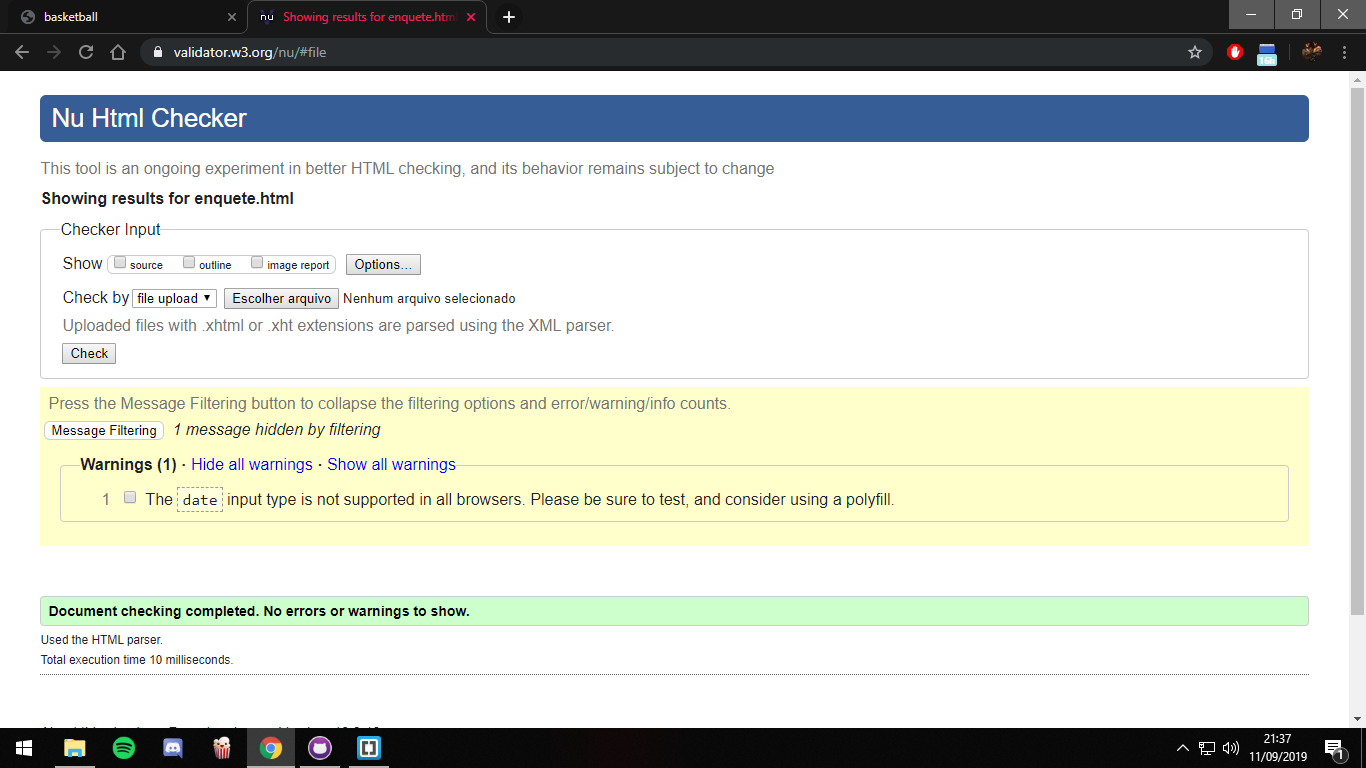 basketball
nu Showing results for enquete.html
validator.w3.org/nu/#file
16h
Nu Html Checker
This tool is an ongoing experiment in better HTML checking, and its behavior remains subject to change
Showing results for enquete.html
Checker Input
Show source outline image report Options...
Check by file upload Escolher arquivo Nenhum arquivo selecionado
Uploaded files with .xhtml or .xht extensions are parsed using the XML parser.
Check
Press the Message Filtering button to collapse the filtering options and error/warning/info counts.
Message Filtering 1 message hidden by filtering
Warnings (1) · Hide all warnings · Show all warnings
1 The date input type is not supported in all browsers. Please be sure to test, and consider using a polyfill.
Document checking completed. No errors or warnings to show.
Used the HTML parser.
Total execution time 10 milliseconds.
21:37
11/09/2019
1